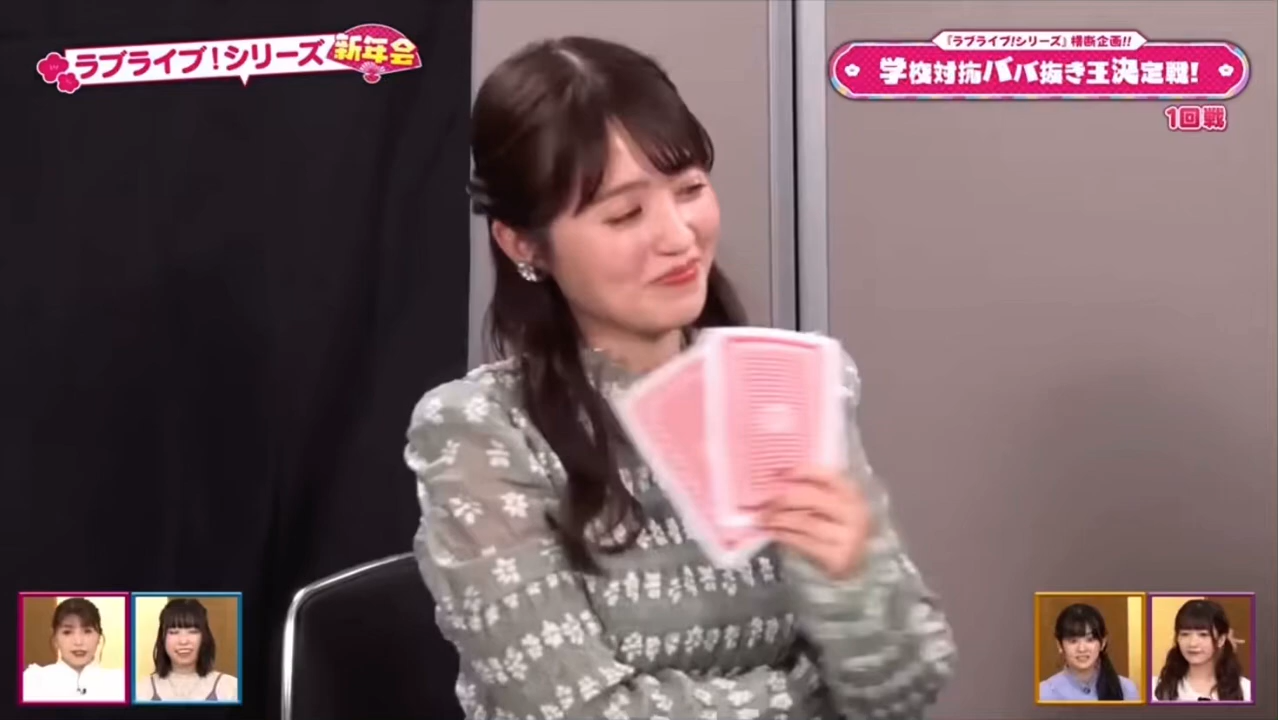 ラブライブ!シリーズ新年会
『ラブライブ!シリーズ』横断企画!!
学校対抗ババ抜き王決定戦!
1回戦